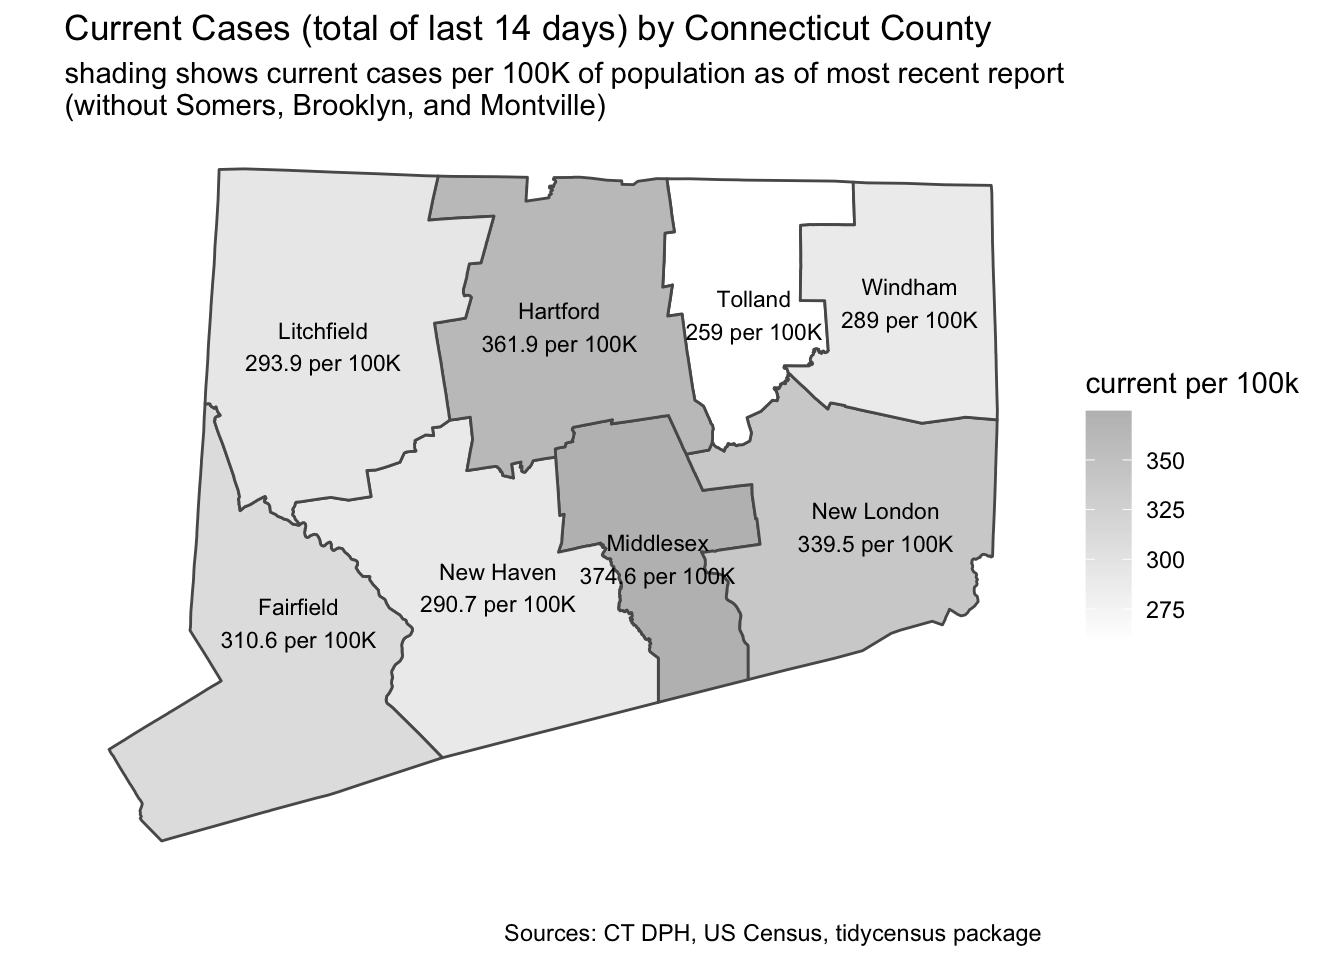 Current Cases (total of last 14 days) by Connecticut County
shading shows current cases per 100K of population as of most recent report
(without Somers, Brooklyn, and Montville)
Litchfield
293.9 per 100K
Hartford
361.9 per 100K
Tolland
259 per 100K
Windham
289 per 100K
Fairfield
310.6 per 100K
New Haven
290.7 per 100K
Middlesex
374.6 per 100K
New London
339.5 per 100K
current per 100k
350
325
300
275
Sources: CT DPH, US Census, tidycensus package